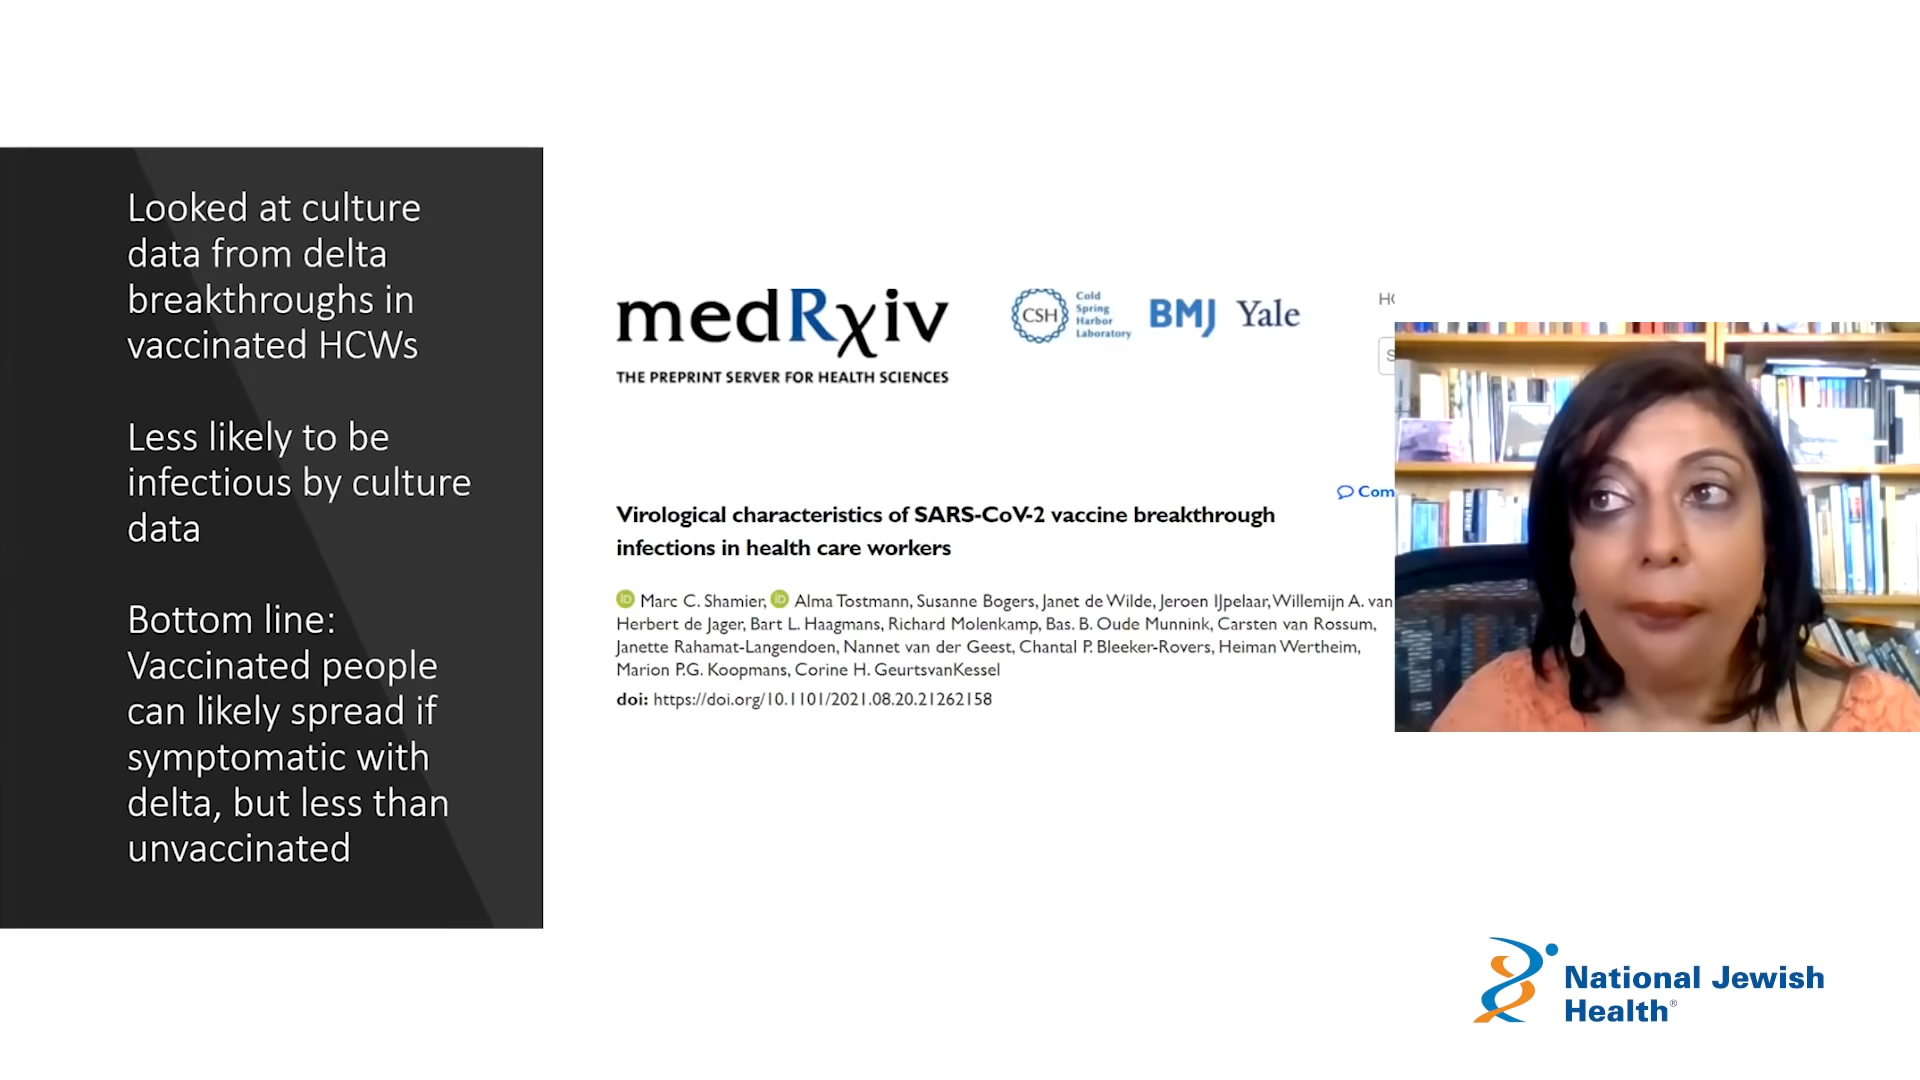 Looked at culture
data from delta
breakthroughs in
vaccinated HCWs
Less likely to be
infectious by culture
data
Bottom line:
Vaccinated people
can likely spread if
symptomatic with
delta, but less than
unvaccinated
medRχiv
THE PREPRINT SERVER FOR HEALTH SCIENCES
CSH
Cold
Spring
Harbor
Laboratory
BMJ
Yale
Com
Virological characteristics of SARS-CoV-2 vaccine breakthrough
infections in health care workers
iD Marc C. Shamier, iD Alma Tostmann, Susanne Bogers, Janet de Wilde, Jeroen IJpelaar, Willemijn A. van
Herbert de Jager, Bart L. Haagmans, Richard Molenkamp, Bas. B. Oude Munnink, Carsten van Rossum,
Janette Rahamat-Langendoen, Nannet van der Geest, Chantal P. Bleeker-Rovers, Heiman Wertheim,
Marion P.G. Koopmans, Corine H. GeurtsvanKessel
doi: https://doi.org/10.1101/2021.08.20.21262158
National Jewish
Health®